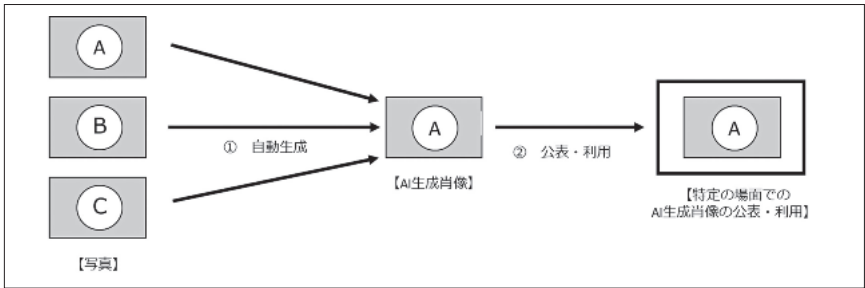 A
B
C
【写真】
① 自動生成
A
【AI生成肖像】
② 公表・利用
A
【特定の場面での
AI生成肖像の公表・利用】